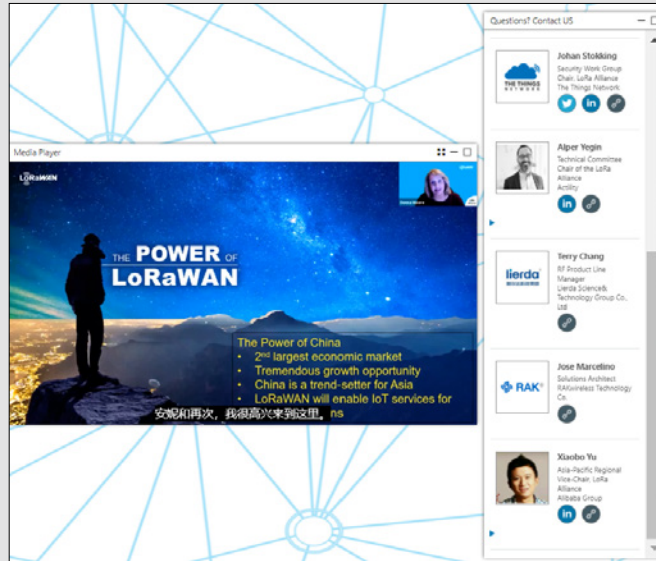 Questions? Contact US
Johan Stokking
Security Work Group
Chair, LoRa Alliance
The Things Network
THE THINGS
NETWORK
Media Player
LoRaWAN
THE POWER OF
LoRaWAN
The Power of China
• 2nd largest economic market
• Tremendous growth opportunity
• China is a trend-setter for Asia
• LoRaWAN will enable IoT services for
ns
安妮和再次，我很高兴来到这里。
Alper Yegin
Technical Committee
Chair of the LoRa
Alliance
Actility
Terry Chang
RF Product Line
Manager
Lierda Science&
Technology Group Co.,
Ltd
lierda
Jose Marcelino
Solutions Architect
RAKwireless Technology
Co.
RAK
Xiaobo Yu
Asia-Pacific Regional
Vice-Chair, LoRa
Alliance
Alibaba Group